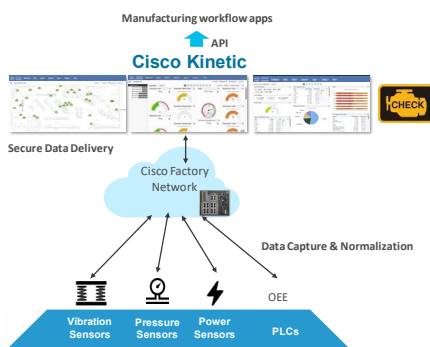 Manufacturing workflow apps
API
Cisco Kinetic
CHECK
Secure Data Delivery
Cisco Factory
Network
Data Capture & Normalization
OEE
Vibration
Sensors
Pressure
Sensors
Power
Sensors
PLCs